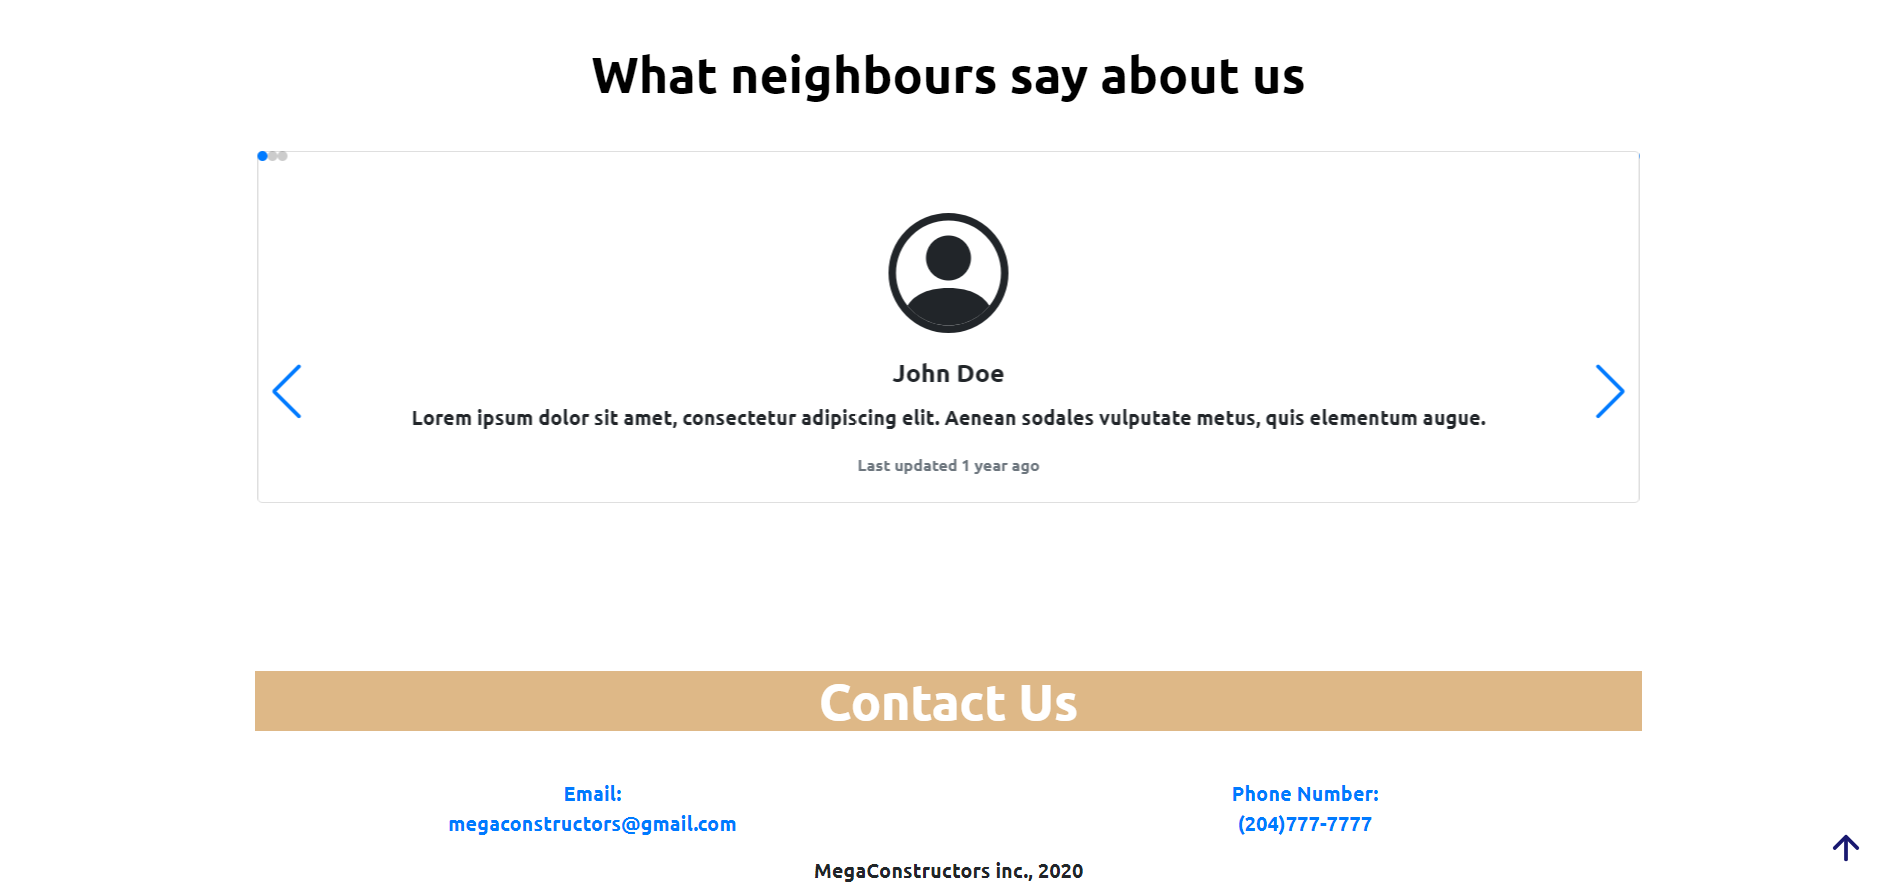 What neighbours say about us
John Doe
Lorem ipsum dolor sit amet, consectetur adipiscing elit. Aenean sodales vulputate metus, quis elementum augue.
Last updated 1 year ago
Contact Us
Email:
megaconstructors@gmail.com
Phone Number:
(204)777-7777
MegaConstructors inc., 2020